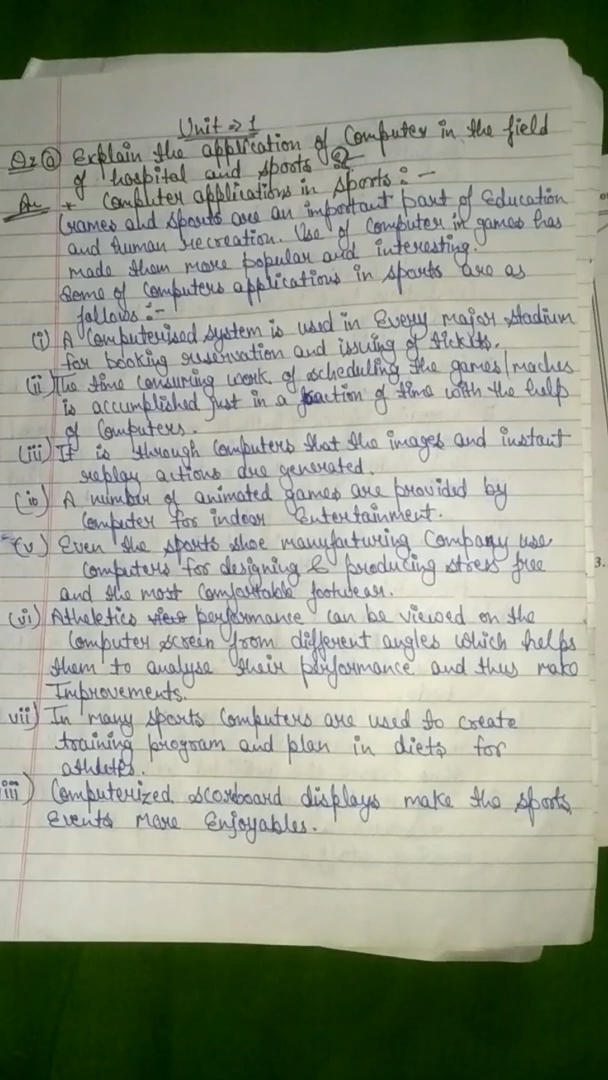 Unit ⇒ 1
Q2 (a) Explain the application of Computer in the field
of hospital and sports ?
Ans * Computer applications in Sports :-
Games and Sports are an important part of Education
and human recreation. Use of Computer in games has
made them more popular and interesting.
Some of Computers applications in sports are as
follows :-
(i) A Computerised system is used in Every major stadium
for booking reservation and issuing of tickits.
(ii) The time consuming work of scheduling the games/maches
is accumplished just in a fraction of time with the help
of Computers.
(iii) It is through Computers that the images and instant
replay actions are generated.
(iv) A number of animated games are provided by
Computer for indoor Entertainment.
(v) Even the sports shoe manufacturing Company use
Computers for designing & producing stress free
and the most Comfortable footwear.
(vi) Atheletics performance can be viewed on the
Computer screen from different angles which helps
them to analyse their performance and thus make
Improvements.
vii) In many sports Computers are used to create
training program and plan in diets for
athletes.
iii) Computerized scoreboard displays make the sports
Events More Enjoyables.
3.